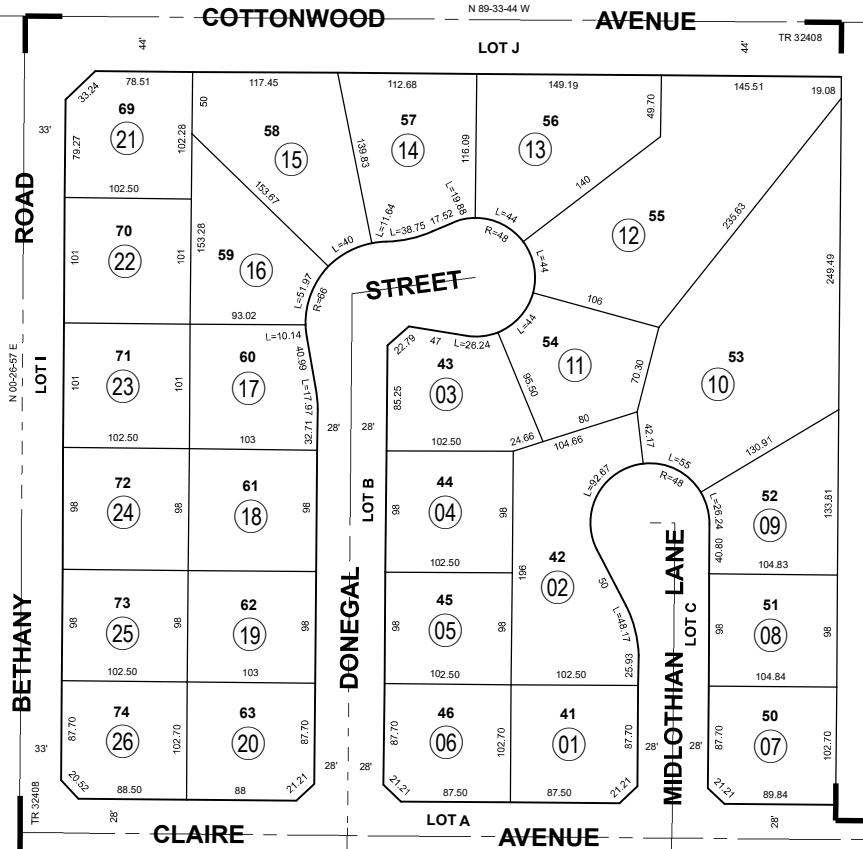 N 89-33-44 W
COTTONWOOD AVENUE
44' LOT J 44' TR 32408
33.24 78.51 117.45 112.68 149.19 145.51 19.08
33' 79.27 69 21 102.28 102.50
50 58 15 153.67 139.83
57 14 116.09
56 13 49.70 140
55 12 235.63 249.49
BETHANY ROAD
N 00-26-57 E
LOT I
70 22 101 101
59 16 153.28 93.02
L=40 L=11.64 L=38.75 17.52 L=19.88 L=44 R=48 L=44 L=44
L=51.97 R=66
STREET
106
71 23 101 101 102.50
60 17 L=10.14 40.69 L=17.97 32.71 103
28' 28'
22.79 47 L=26.24 43 03 85.25 102.50
54 11 95.50 70.30 80
24.66 104.66 42.17
53 10 130.91
L=92.67 L=55 R=48 L=26.24
72 24 98 98
61 18 98
LOT B
44 04 98 98 102.50
42 02 196 50 L=48.17 25.93 102.50
52 09 133.81 40.80 104.83
73 25 98 98 102.50
62 19 98 103
DONEGAL
45 05 98 98 102.50
MIDLOTHIAN LANE
LOT C
51 08 98 98 104.84
33' 74 26 87.70 102.70 20.52 88.50
63 20 87.70 21.21 88
28' 28'
46 06 87.70 102.70 21.21 87.50
41 01 87.70 87.50 21.21
28' 28'
50 07 87.70 102.70 21.21 89.84
TR 32408
28' LOT A 28'
CLAIRE AVENUE